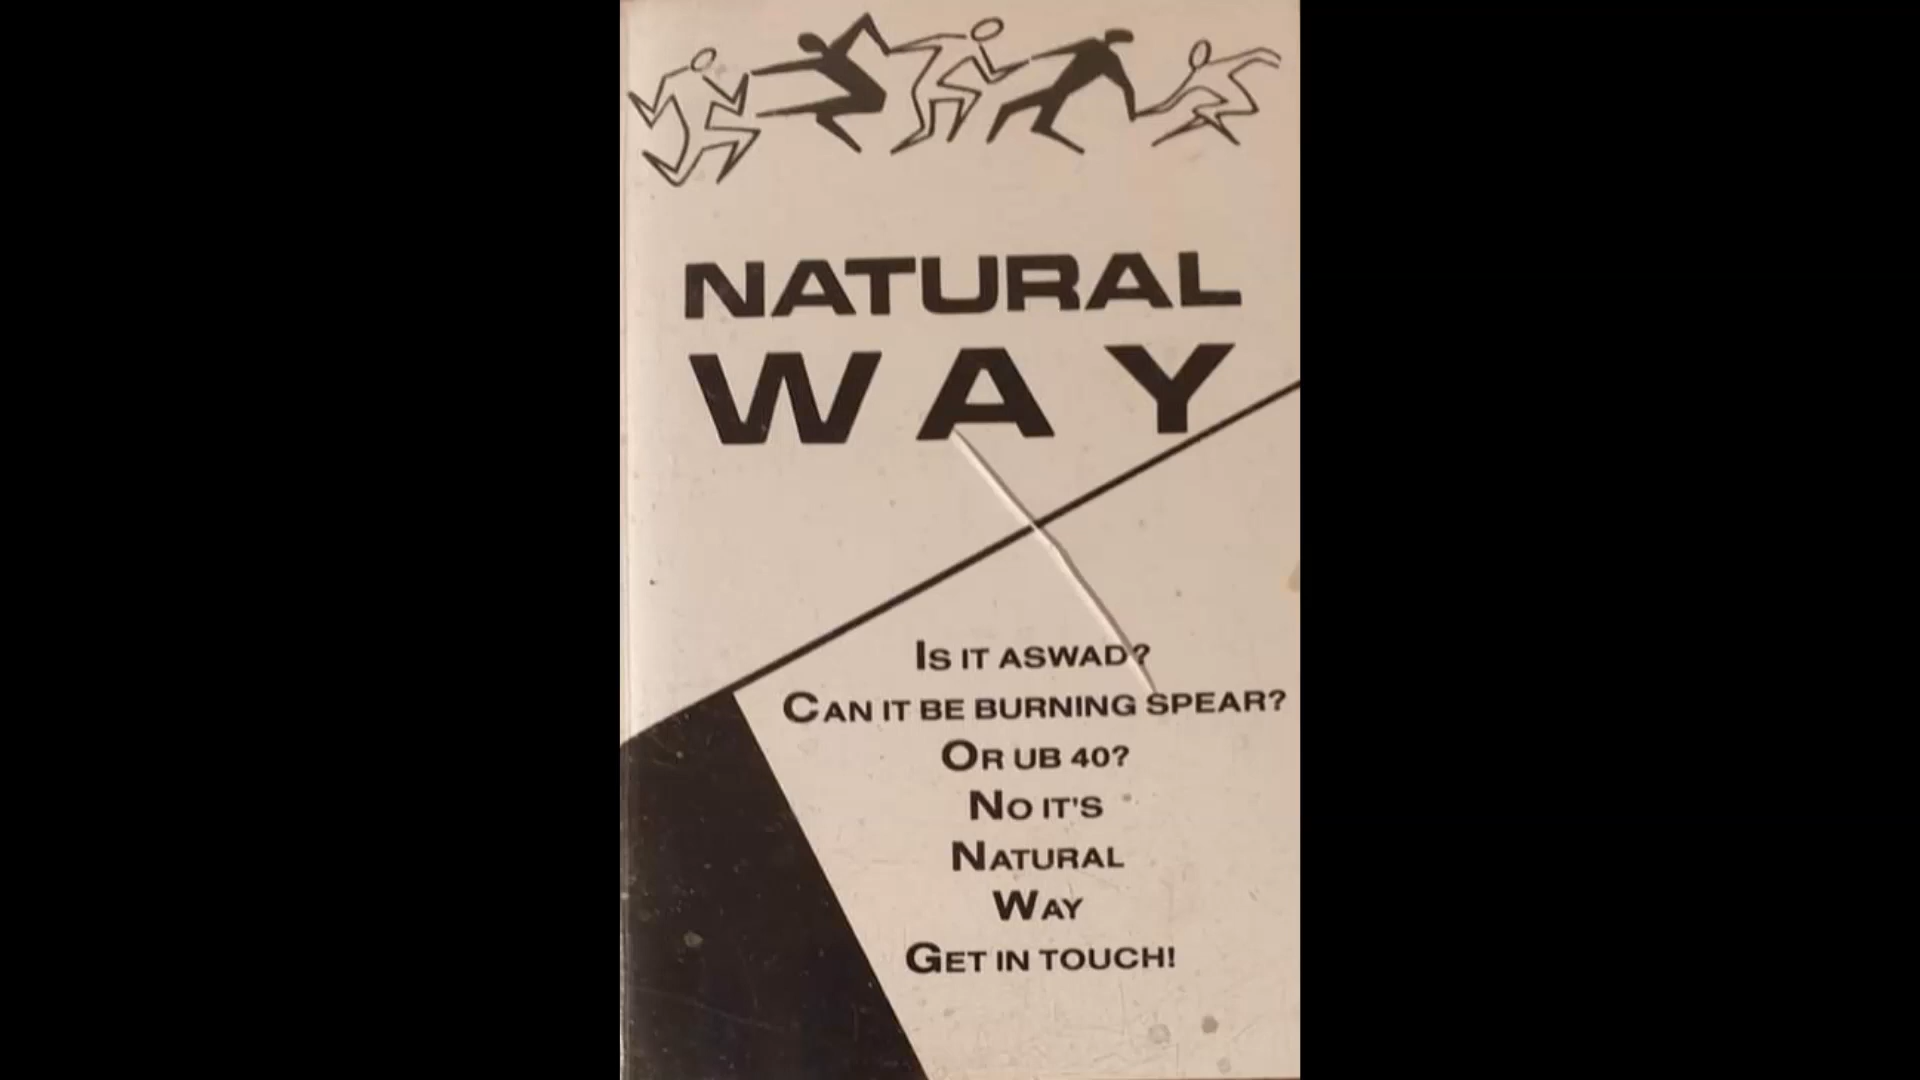 NATURAL
WAY
IS IT ASWAD?
CAN IT BE BURNING SPEAR?
OR UB 40?
NO IT'S
NATURAL
WAY
GET IN TOUCH!